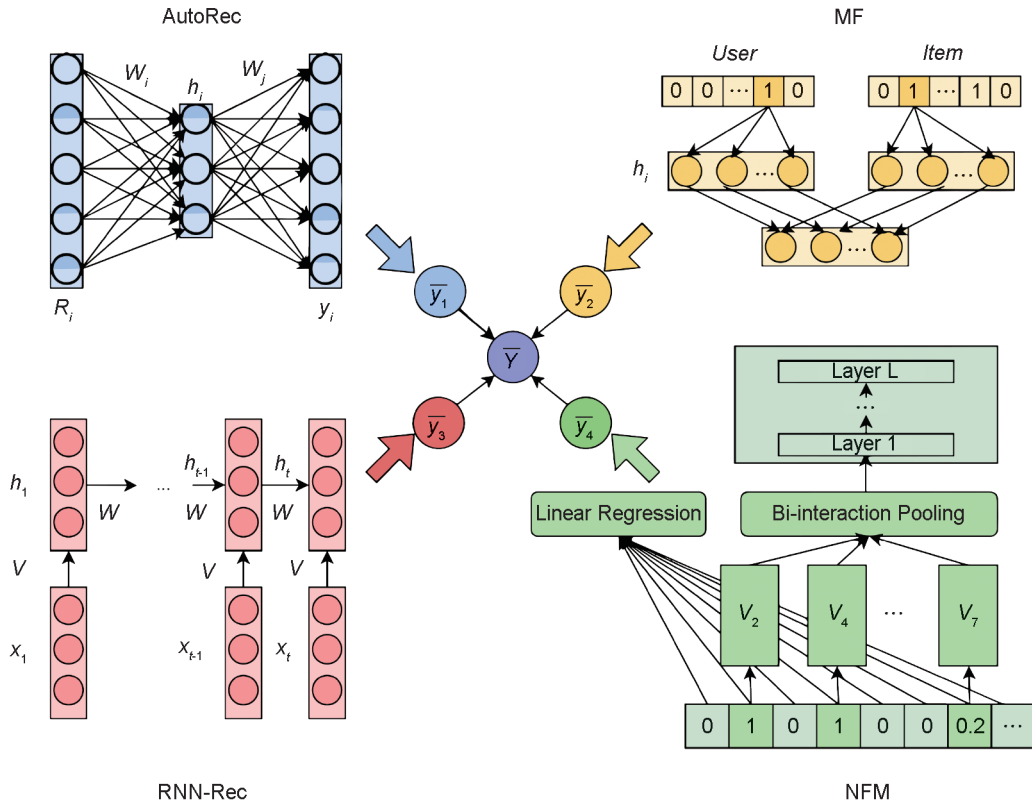 AutoRec
W_i
h_i
W_j
R_i
y_i
MF
User
Item
0 0 ... 1 0
0 1 ... 1 0
h_i
...
...
...
y̅_1
y̅_2
Y̅
y̅_3
y̅_4
h_1
W
...
h_{t-1}
W
h_t
W
V
V
V
x_1
x_{t-1}
x_t
RNN-Rec
Layer L
...
Layer 1
Linear Regression
Bi-interaction Pooling
V_2
V_4
...
V_7
0 1 0 1 0 0 0.2 ...
NFM